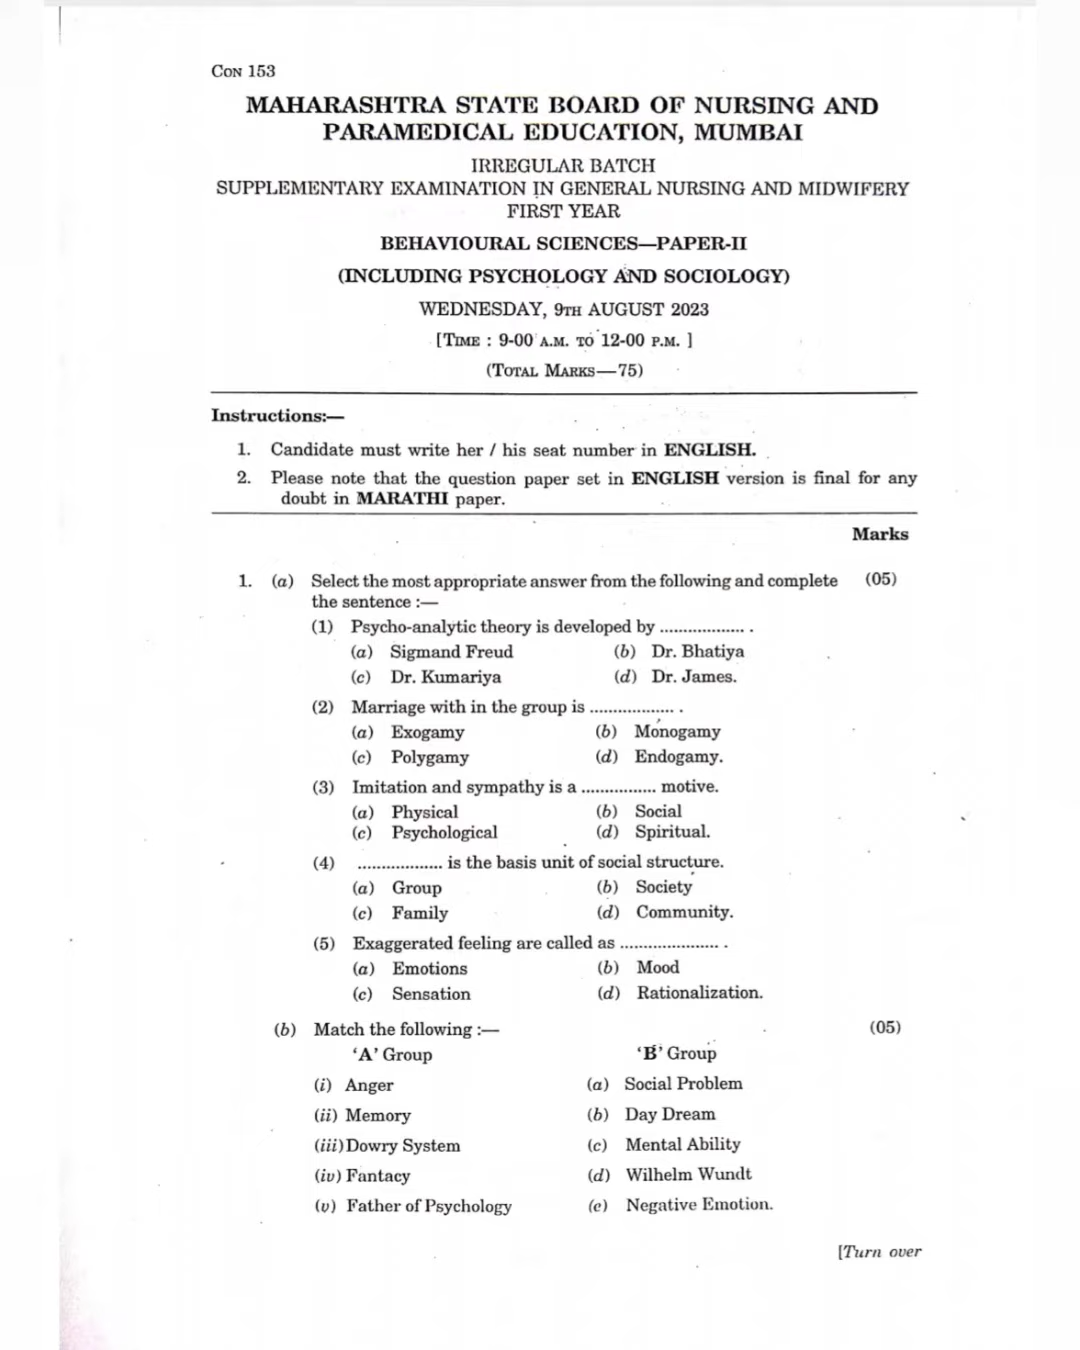 CON 153
MAHARASHTRA STATE BOARD OF NURSING AND
PARAMEDICAL EDUCATION, MUMBAI
IRREGULAR BATCH
SUPPLEMENTARY EXAMINATION IN GENERAL NURSING AND MIDWIFERY
FIRST YEAR
BEHAVIOURAL SCIENCES—PAPER-II
(INCLUDING PSYCHOLOGY AND SOCIOLOGY)
WEDNESDAY, 9TH AUGUST 2023
[TIME : 9-00 A.M. TO 12-00 P.M. ]
(TOTAL MARKS—75)
Instructions:—
1. Candidate must write her / his seat number in ENGLISH.
2. Please note that the question paper set in ENGLISH version is final for any
doubt in MARATHI paper.
Marks
1. (a) Select the most appropriate answer from the following and complete (05)
the sentence :—
(1) Psycho-analytic theory is developed by .................. .
(a) Sigmand Freud (b) Dr. Bhatiya
(c) Dr. Kumariya (d) Dr. James.
(2) Marriage with in the group is .................. .
(a) Exogamy (b) Monogamy
(c) Polygamy (d) Endogamy.
(3) Imitation and sympathy is a ................ motive.
(a) Physical (b) Social
(c) Psychological (d) Spiritual.
(4) .................. is the basis unit of social structure.
(a) Group (b) Society
(c) Family (d) Community.
(5) Exaggerated feeling are called as ..................... .
(a) Emotions (b) Mood
(c) Sensation (d) Rationalization.
(b) Match the following :— (05)
'A' Group 'B' Group
(i) Anger (a) Social Problem
(ii) Memory (b) Day Dream
(iii) Dowry System (c) Mental Ability
(iv) Fantacy (d) Wilhelm Wundt
(v) Father of Psychology (e) Negative Emotion.
[Turn over